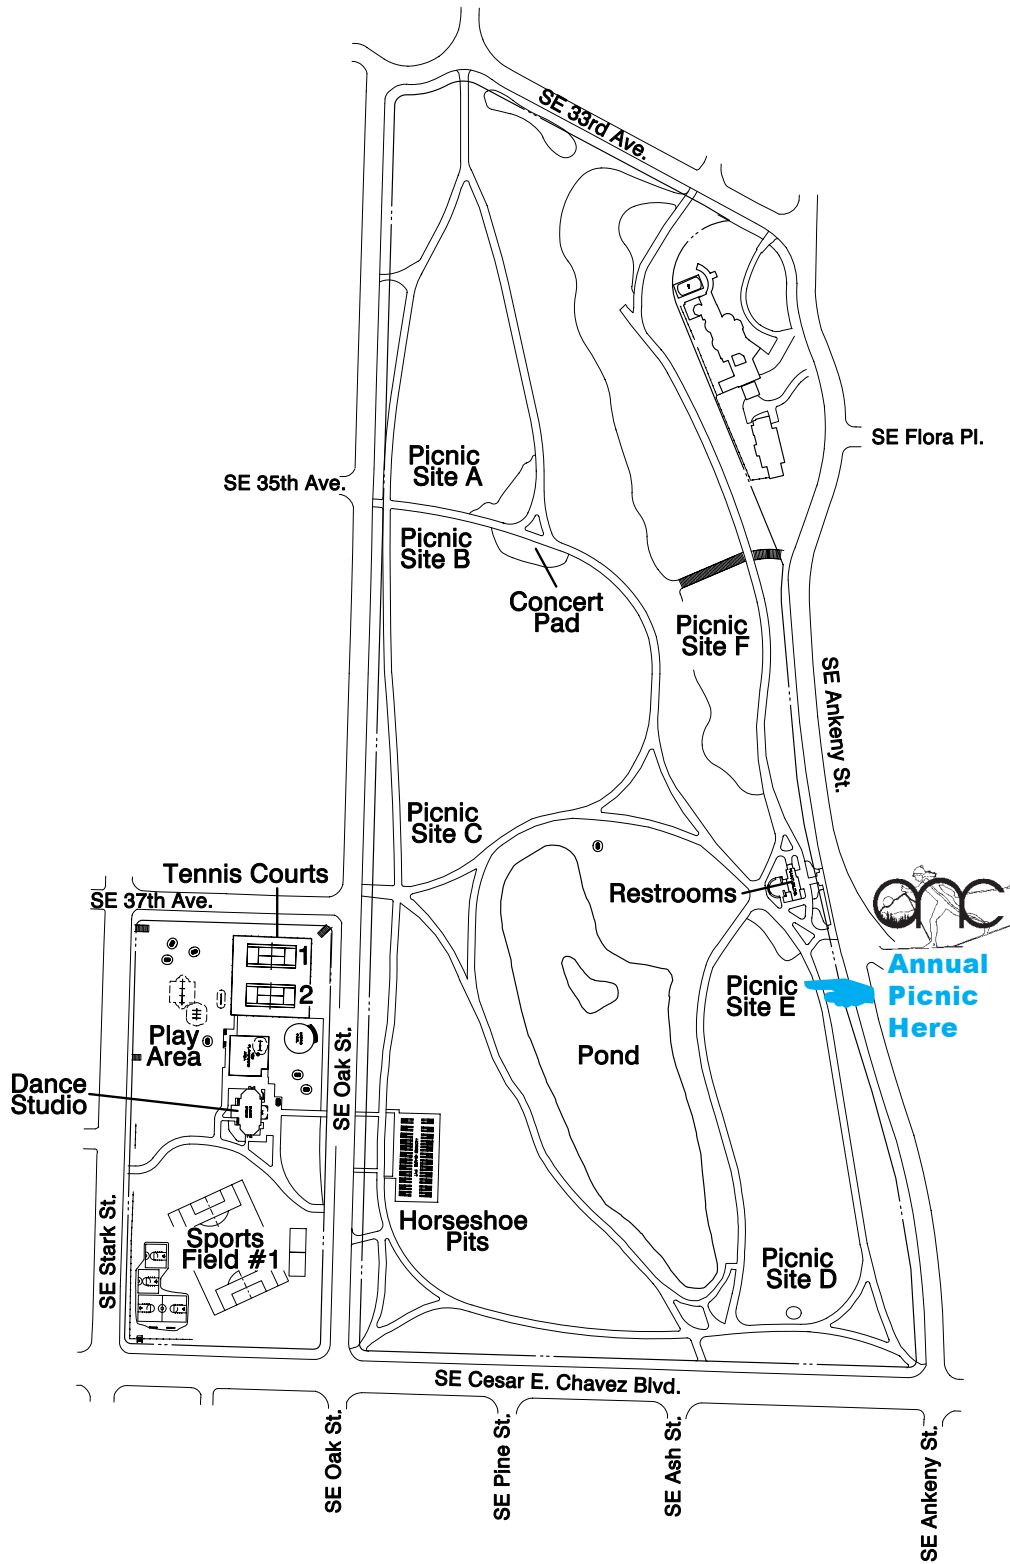 SE 33rd Ave.
SE Flora Pl.
Picnic
Site A
SE 35th Ave.
Picnic
Site B
Concert
Pad
Picnic
Site F
SE Ankeny St.
Picnic
Site C
Tennis Courts
SE 37th Ave.
Restrooms
onc
1
2
Annual
Picnic
Here
Picnic
Site E
Play
Area
Pond
SE Oak St.
Dance
Studio
Horseshoe
Pits
SE Stark St.
Sports
Field #1
Picnic
Site D
SE Cesar E. Chavez Blvd.
SE Oak St.
SE Pine St.
SE Ash St.
SE Ankeny St.